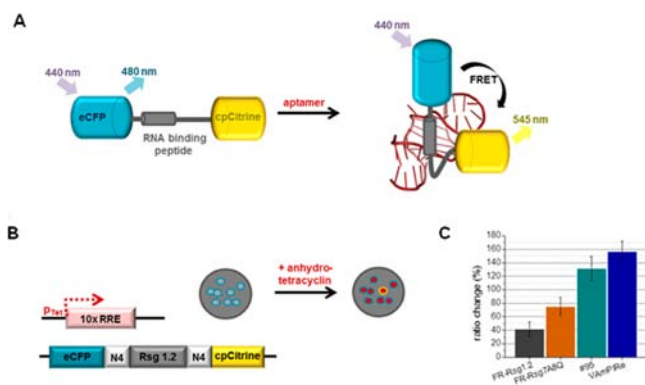 A
440 nm
480 nm
eCFP
cpCitrine
RNA binding
peptide
aptamer
440 nm
FRET
545 nm
B
PTet
10x RRE
+ anhydro-
tetracyclin
eCFP N4 Rsg 1.2 N4 cpCitrine
C
ratio change (%)
180
160
140
120
100
80
60
40
20
0
FR-Rsg1.2
FR-Rsg7A8Q
#95
VAmPIRe